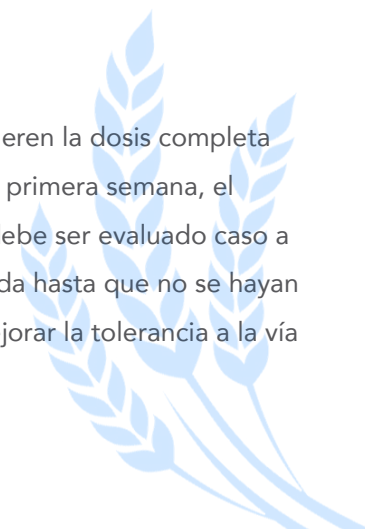 eren la dosis completa
primera semana, el
ebe ser evaluado caso a
da hasta que no se hayan
jorar la tolerancia a la vía